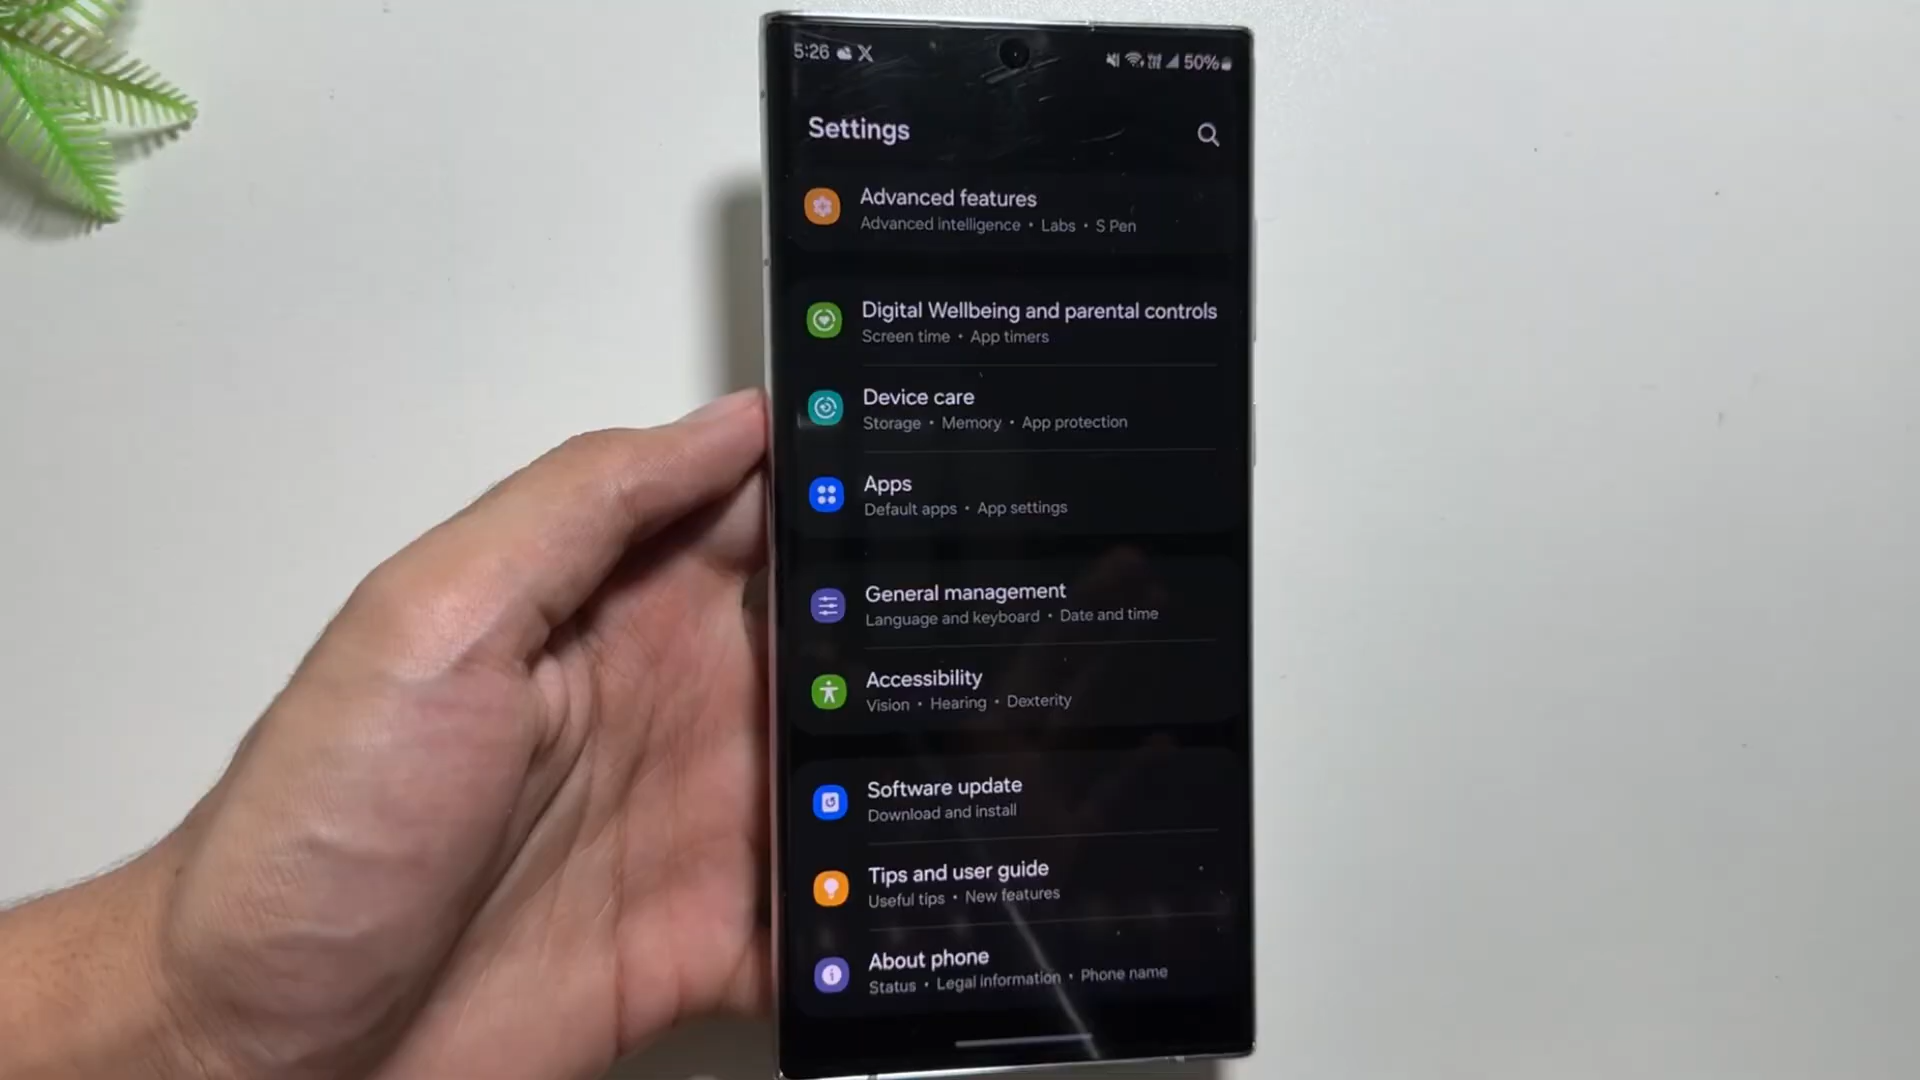 5:26 X 50%
Settings
Advanced features
Advanced intelligence • Labs • S Pen
Digital Wellbeing and parental controls
Screen time • App timers
Device care
Storage • Memory • App protection
Apps
Default apps • App settings
General management
Language and keyboard • Date and time
Accessibility
Vision • Hearing • Dexterity
Software update
Download and install
Tips and user guide
Useful tips • New features
About phone
Status • Legal information • Phone name